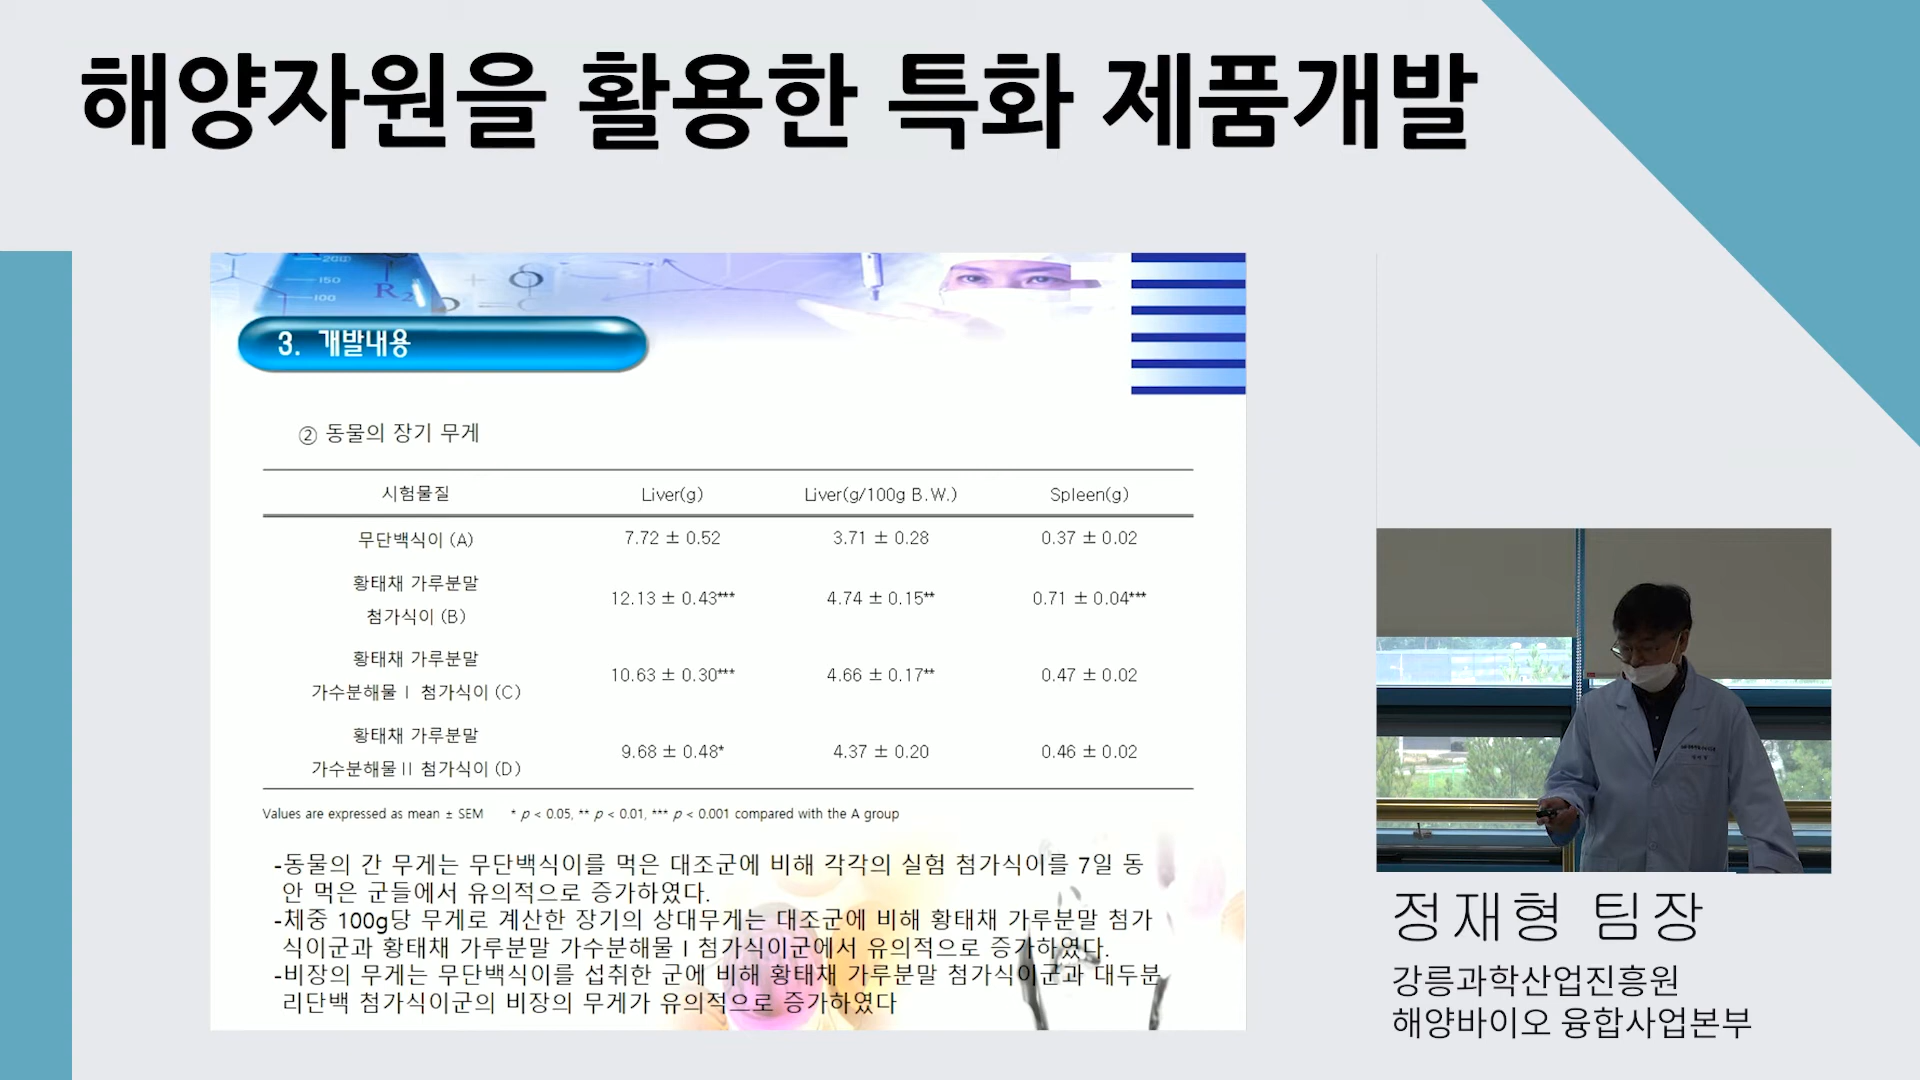 해양자원을 활용한 특화 제품개발
200
150
100
R2
3. 개발내용
② 동물의 장기 무게
시험물질 Liver(g) Liver(g/100g B.W.) Spleen(g)
무단백식이 (A) 7.72 ± 0.52 3.71 ± 0.28 0.37 ± 0.02
황태채 가루분말
첨가식이 (B) 12.13 ± 0.43*** 4.74 ± 0.15** 0.71 ± 0.04***
황태채 가루분말
가수분해물 I 첨가식이 (C) 10.63 ± 0.30*** 4.66 ± 0.17** 0.47 ± 0.02
황태채 가루분말
가수분해물 II 첨가식이 (D) 9.68 ± 0.48* 4.37 ± 0.20 0.46 ± 0.02
Values are expressed as mean ± SEM * p < 0.05, ** p < 0.01, *** p < 0.001 compared with the A group
-동물의 간 무게는 무단백식이를 먹은 대조군에 비해 각각의 실험 첨가식이를 7일 동
안 먹은 군들에서 유의적으로 증가하였다.
-체중 100g당 무게로 계산한 장기의 상대무게는 대조군에 비해 황태채 가루분말 첨가
식이군과 황태채 가루분말 가수분해물 I 첨가식이군에서 유의적으로 증가하였다.
-비장의 무게는 무단백식이를 섭취한 군에 비해 황태채 가루분말 첨가식이군과 대두분
리단백 첨가식이군의 비장의 무게가 유의적으로 증가하였다
정재형 팀장
강릉과학산업진흥원
해양바이오 융합사업본부